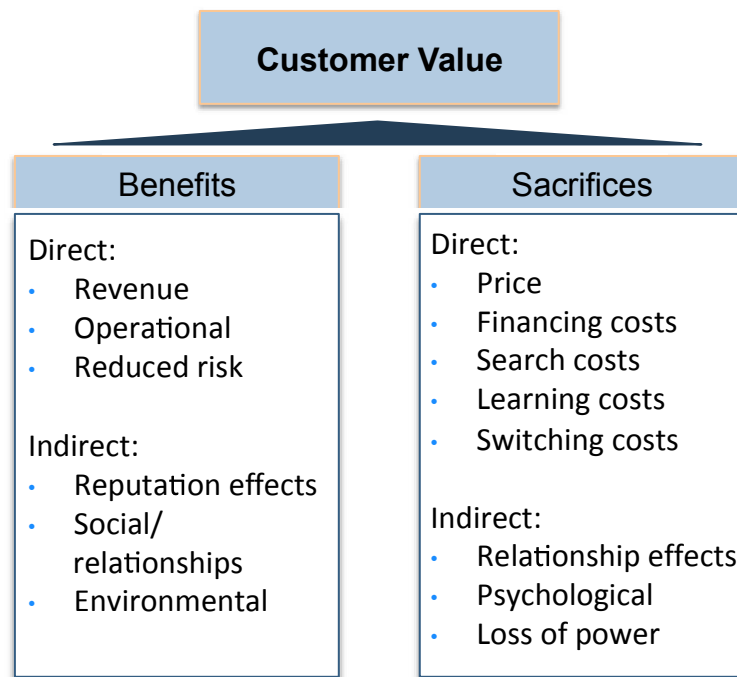 Customer Value
Benefits
Direct:
• Revenue
• Operational
• Reduced risk
Indirect:
• Reputation effects
• Social/
relationships
• Environmental
Sacrifices
Direct:
• Price
• Financing costs
• Search costs
• Learning costs
• Switching costs
Indirect:
• Relationship effects
• Psychological
• Loss of power